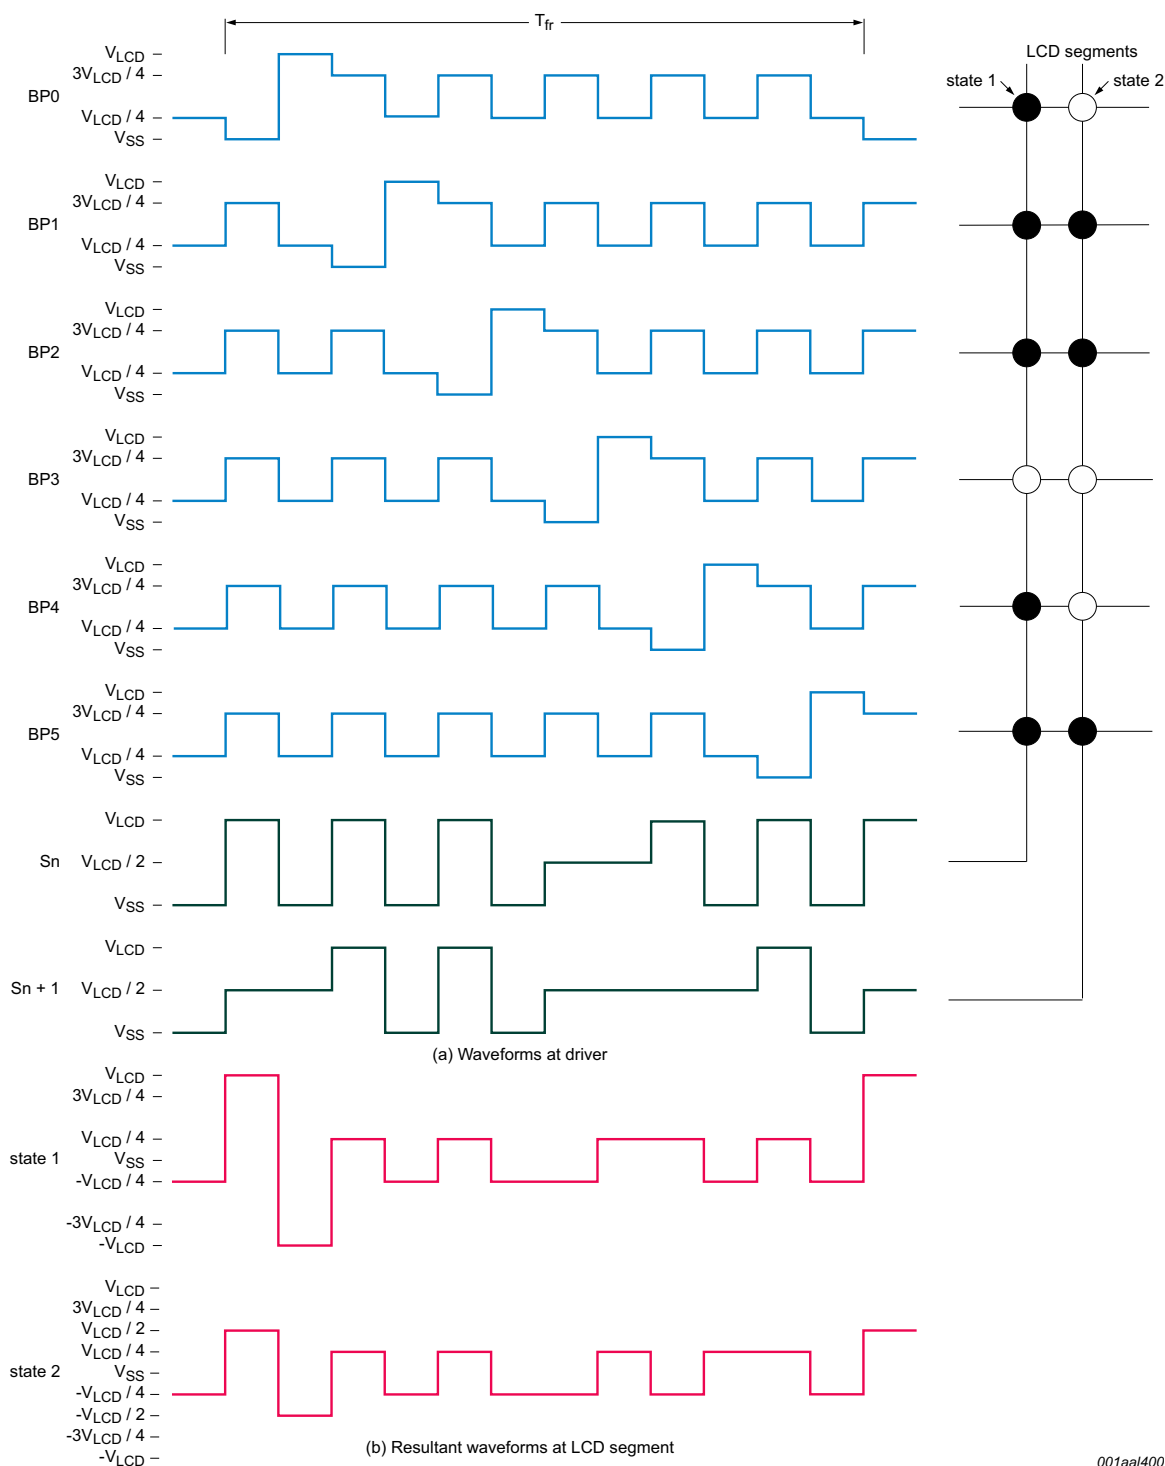 Tfr
LCD segments
state 1
state 2
BP0
VLCD
3VLCD / 4
VLCD / 4
VSS
BP1
VLCD
3VLCD / 4
VLCD / 4
VSS
BP2
VLCD
3VLCD / 4
VLCD / 4
VSS
BP3
VLCD
3VLCD / 4
VLCD / 4
VSS
BP4
VLCD
3VLCD / 4
VLCD / 4
VSS
BP5
VLCD
3VLCD / 4
VLCD / 4
VSS
Sn
VLCD
VLCD / 2
VSS
Sn + 1
VLCD
VLCD / 2
VSS
(a) Waveforms at driver
state 1
VLCD
3VLCD / 4
VLCD / 4
VSS
-VLCD / 4
-3VLCD / 4
-VLCD
state 2
VLCD
3VLCD / 4
VLCD / 2
VLCD / 4
VSS
-VLCD / 4
-VLCD / 2
-3VLCD / 4
-VLCD
(b) Resultant waveforms at LCD segment
001aal400